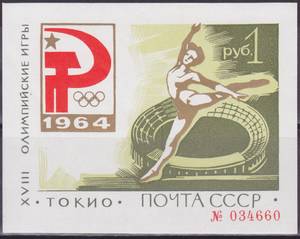 XVIII ОЛИМПИЙСКИЕ ИГРЫ
1964
руб. 1
• ТОКИО • ПОЧТА СССР
№ 034660